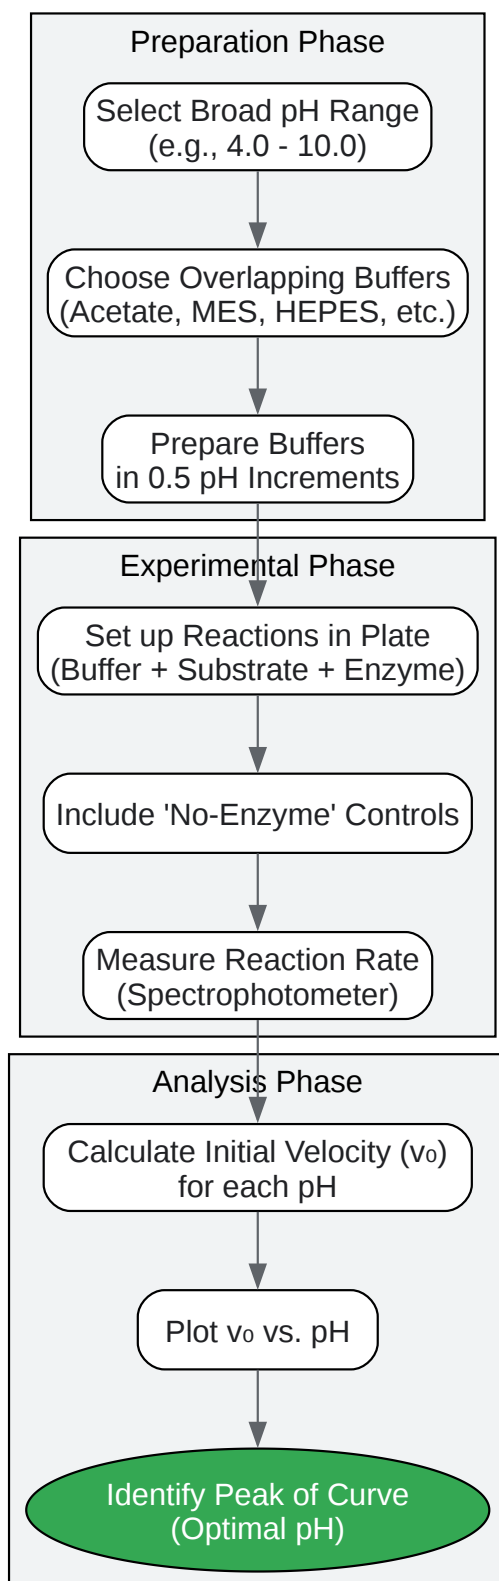 Preparation Phase
Select Broad pH Range
(e.g., 4.0 - 10.0)
Choose Overlapping Buffers
(Acetate, MES, HEPES, etc.)
Prepare Buffers
in 0.5 pH Increments
Experimental Phase
Set up Reactions in Plate
(Buffer + Substrate + Enzyme)
Include 'No-Enzyme' Controls
Measure Reaction Rate
(Spectrophotometer)
Analysis Phase
Calculate Initial Velocity (v₀)
for each pH
Plot v₀ vs. pH
Identify Peak of Curve
(Optimal pH)